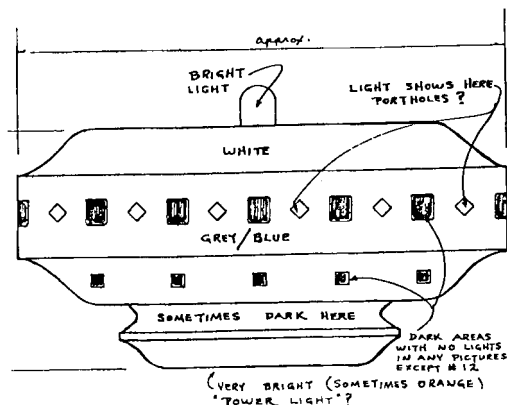 approx.
BRIGHT
LIGHT
LIGHT SHOWS HERE
PORTHOLES?
WHITE
GREY/BLUE
SOMETIMES DARK HERE
DARK AREAS
WITH NO LIGHTS
IN ANY PICTURES
EXCEPT #12
(VERY BRIGHT (SOMETIMES ORANGE)
"POWER LIGHT"?